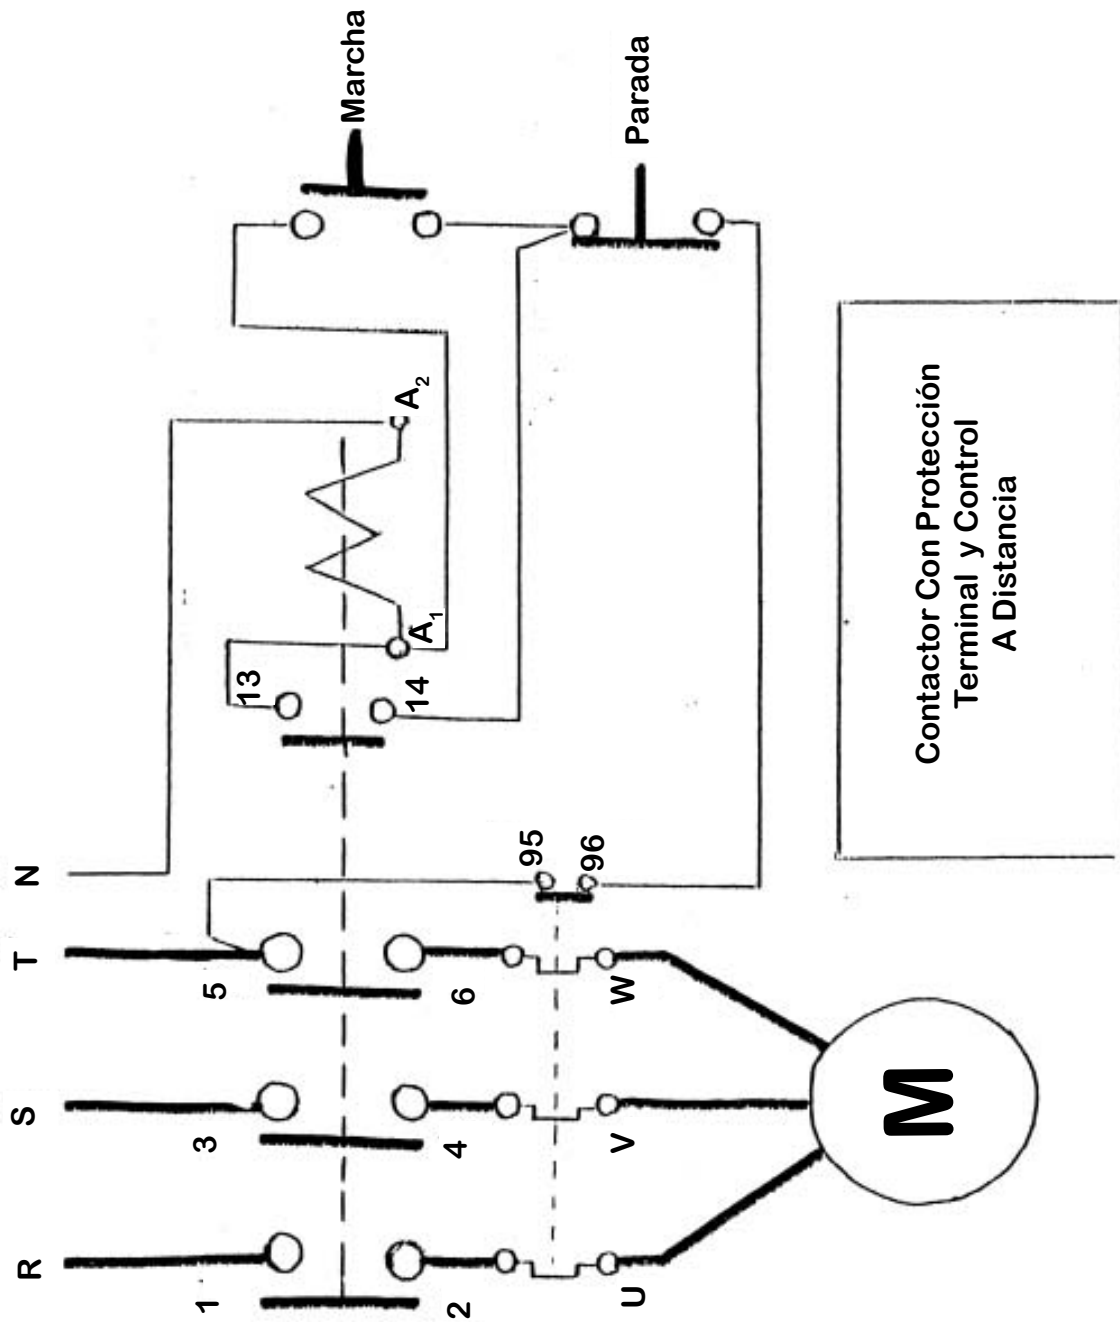 R
S
T
N
1
3
5
13
A₁
A₂
Marcha
2
4
6
14
95
96
Parada
U
V
W
M
Contactor Con Protección
Terminal y Control
A Distancia